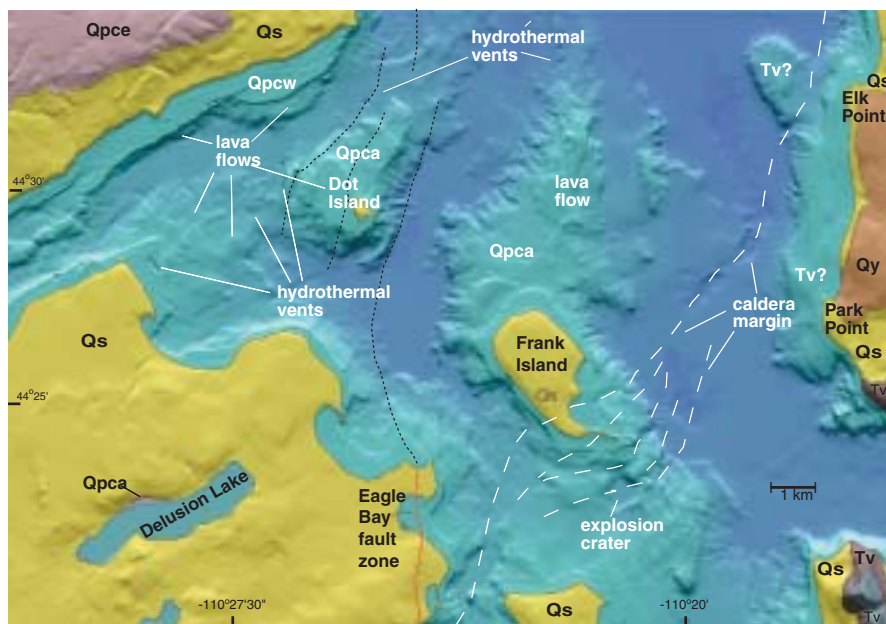 Qpce
Qs
hydrothermal
vents
Tv?
Qs
Elk
Point
Qpcw
lava
flows
Qpca
Dot
Island
lava
flow
44°30'
Qpca
Tv?
Qy
hydrothermal
vents
caldera
margin
Park
Point
Qs
Frank
Island
Qs
Qs
Tv
44°25'
Qpca
Delusion Lake
Eagle
Bay
fault
zone
1 km
explosion
crater
Qs
Tv
-110°27'30"
-110°20'
Qs
Tv